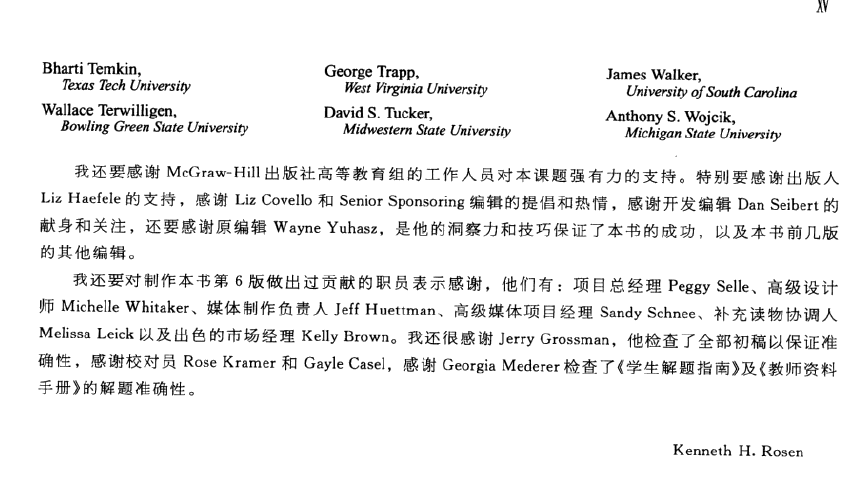 XV
Bharti Temkin,
Texas Tech University
Wallace Terwilligen,
Bowling Green State University
George Trapp,
West Virginia University
David S. Tucker,
Midwestern State University
James Walker,
University of South Carolina
Anthony S. Wojcik,
Michigan State University
我还要感谢 McGraw-Hill 出版社高等教育组的工作人员对本课题强有力的支持。特别要感谢出版人
Liz Haefele 的支持，感谢 Liz Covello 和 Senior Sponsoring 编辑的提倡和热情，感谢开发编辑 Dan Seibert 的
献身和关注，还要感谢原编辑 Wayne Yuhasz，是他的洞察力和技巧保证了本书的成功，以及本书前几版
的其他编辑。
我还要对制作本书第 6 版做出过贡献的职员表示感谢，他们有：项目总经理 Peggy Selle、高级设计
师 Michelle Whitaker、媒体制作负责人 Jeff Huettman、高级媒体项目经理 Sandy Schnee、补充读物协调人
Melissa Leick 以及出色的市场经理 Kelly Brown。我还很感谢 Jerry Grossman，他检查了全部初稿以保证准
确性，感谢校对员 Rose Kramer 和 Gayle Casel，感谢 Georgia Mederer 检查了《学生解题指南》及《教师资料
手册》的解题准确性。
Kenneth H. Rosen